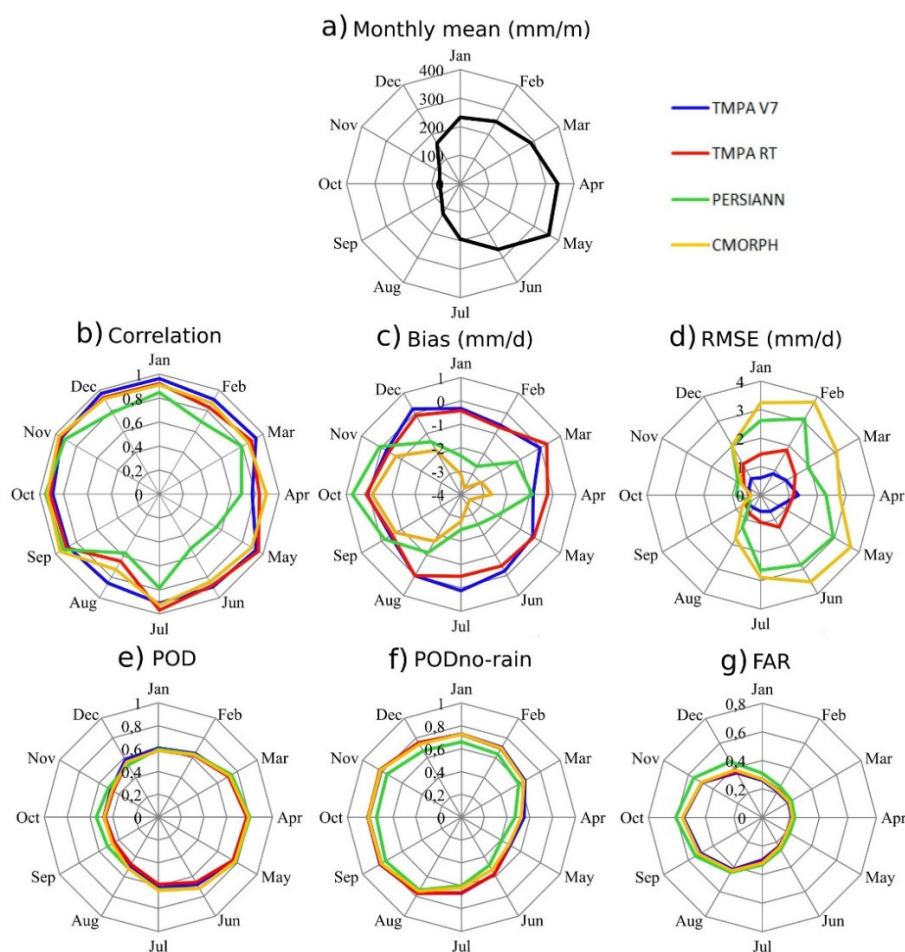 a) Monthly mean (mm/m)
Jan
Feb
Mar
Apr
May
Jun
Jul
Aug
Sep
Oct
Nov
Dec
400
300
200
100
0
TMPA V7
TMPA RT
PERSIANN
CMORPH
b) Correlation
Jan
Feb
Mar
Apr
May
Jun
Jul
Aug
Sep
Oct
Nov
Dec
1
0,8
0,6
0,4
0,2
0
c) Bias (mm/d)
Jan
Feb
Mar
Apr
May
Jun
Jul
Aug
Sep
Oct
Nov
Dec
1
0
-1
-2
-3
-4
d) RMSE (mm/d)
Jan
Feb
Mar
Apr
May
Jun
Jul
Aug
Sep
Oct
Nov
Dec
4
3
2
1
0
e) POD
Jan
Feb
Mar
Apr
May
Jun
Jul
Aug
Sep
Oct
Nov
Dec
1
0,8
0,6
0,4
0,2
0
f) PODno-rain
Jan
Feb
Mar
Apr
May
Jun
Jul
Aug
Sep
Oct
Nov
Dec
1
0,8
0,6
0,4
0,2
0
g) FAR
Jan
Feb
Mar
Apr
May
Jun
Jul
Aug
Sep
Oct
Nov
Dec
0,8
0,6
0,4
0,2
0